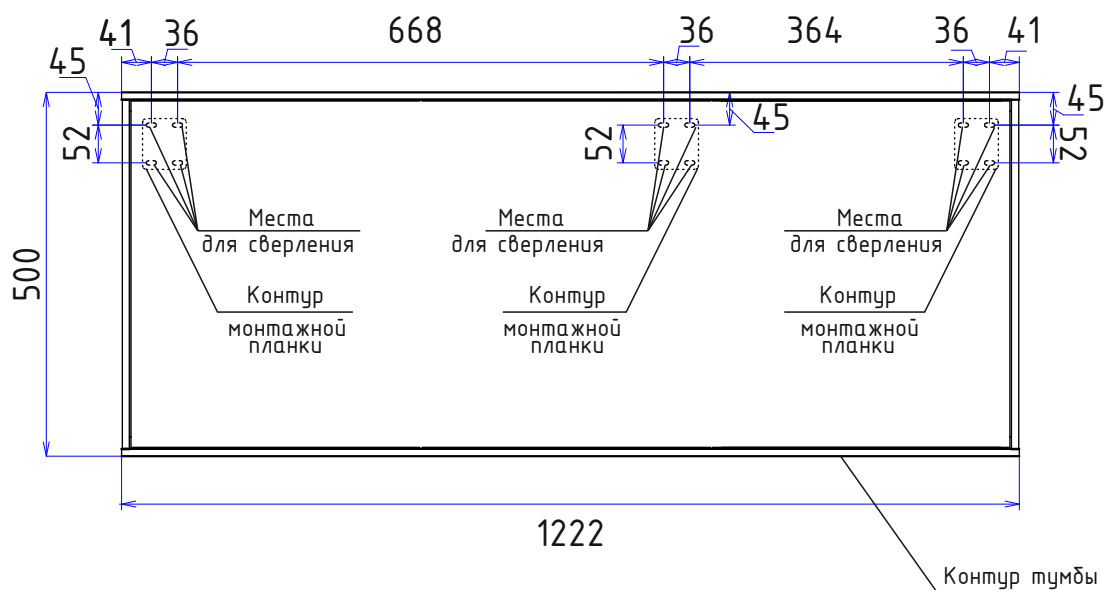 41 36 668 36 364 36 41
45 45 45
52 52 52
Места Места Места
для сверления для сверления для сверления
500
Контур Контур Контур
монтажной монтажной монтажной
планки планки планки
1222
Контур тумбы